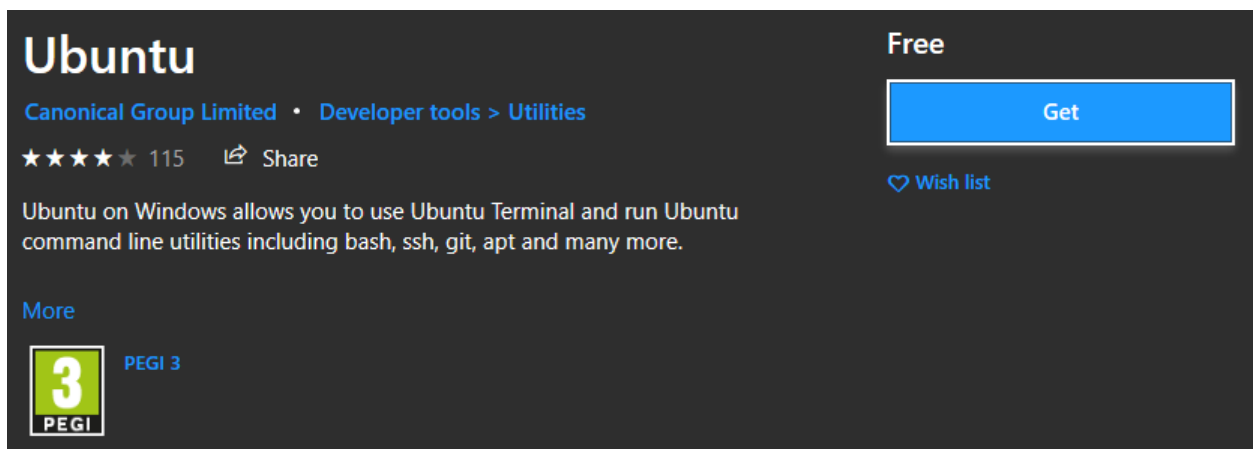 Ubuntu
Canonical Group Limited • Developer tools > Utilities
★★★★★ 115 Share
Ubuntu on Windows allows you to use Ubuntu Terminal and run Ubuntu
command line utilities including bash, ssh, git, apt and many more.
More
3
PEGI
PEGI 3
Free
Get
Wish list